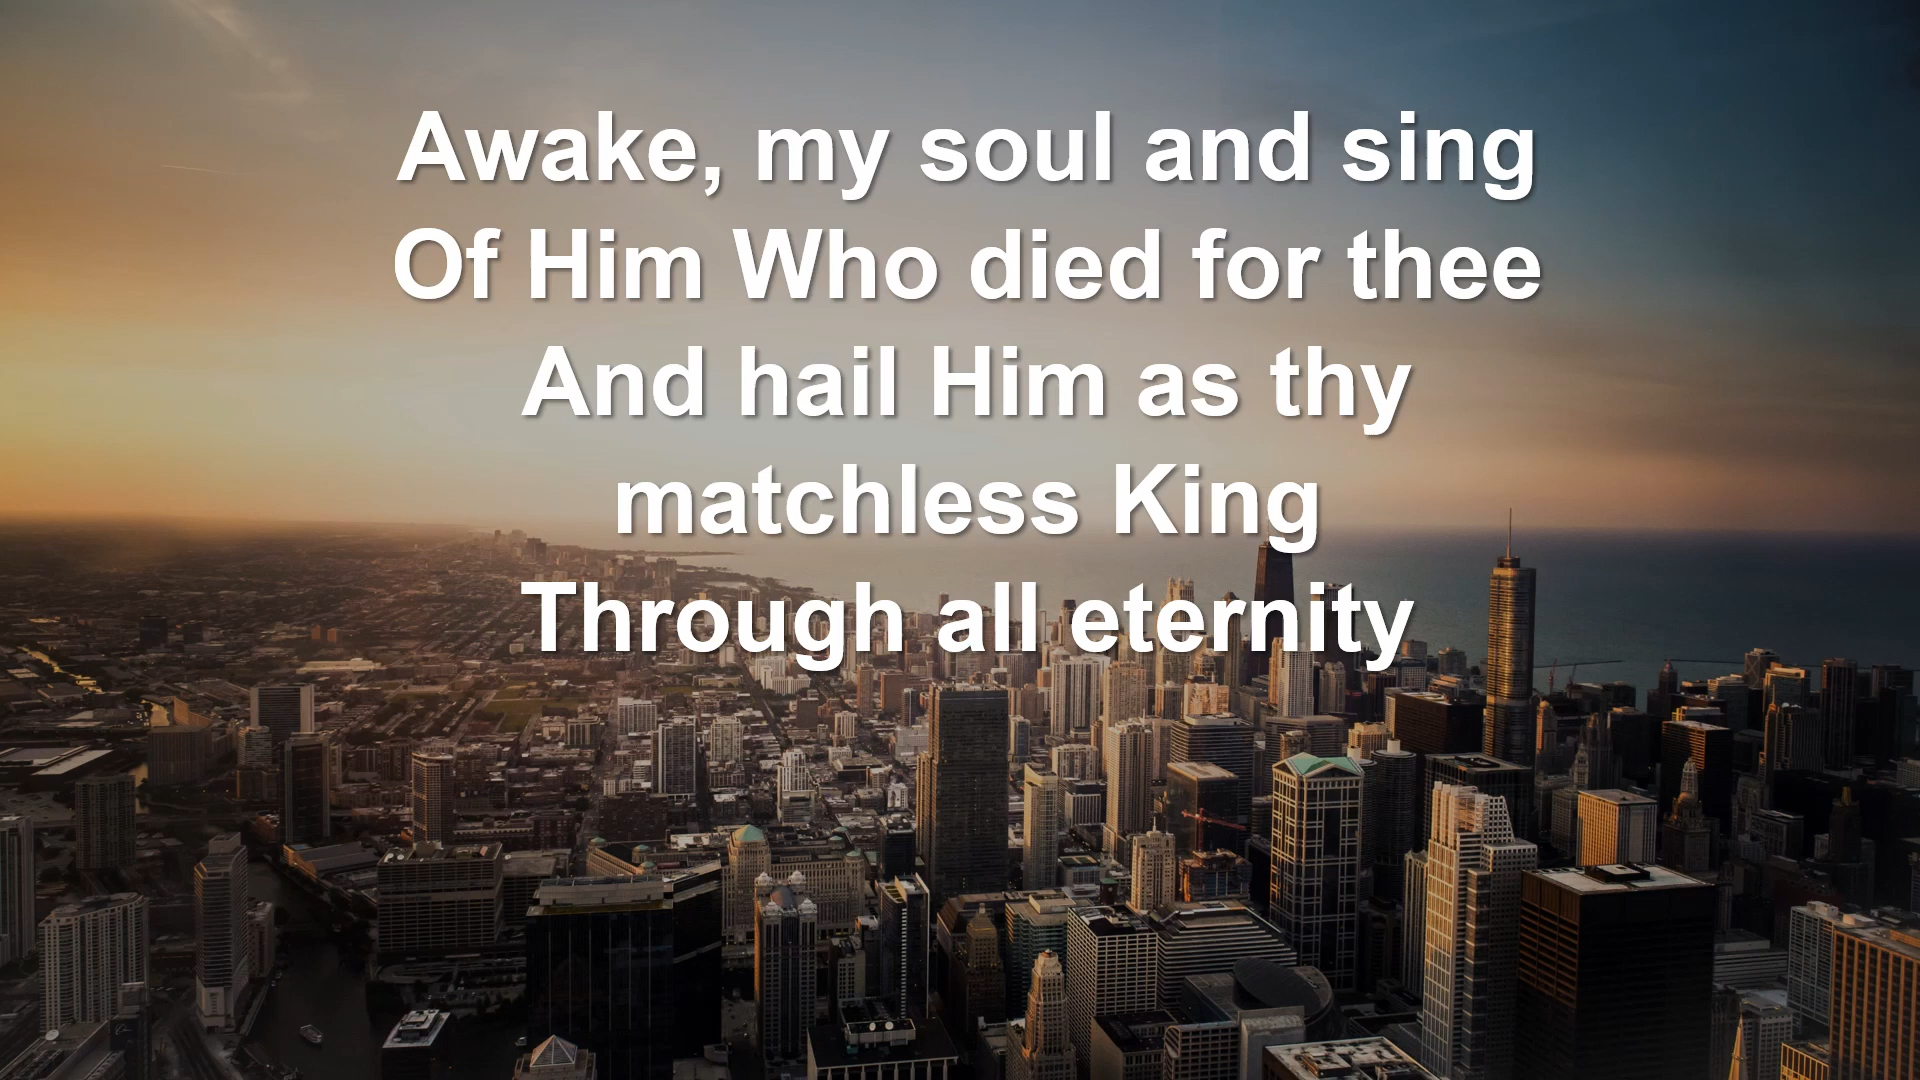 Awake, my soul and sing
Of Him Who died for thee
And hail Him as thy
matchless King
Through all eternity